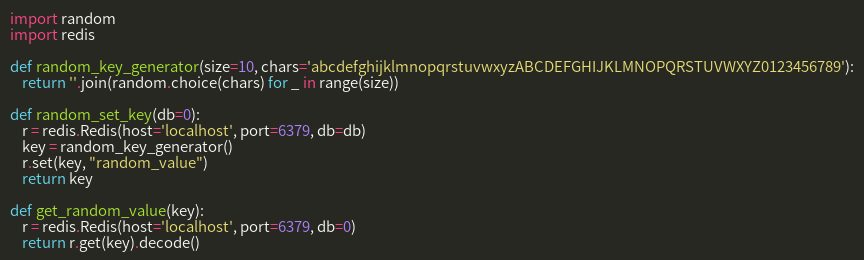 import random
import redis

def random_key_generator(size=10, chars='abcdefghijklmnopqrstuvwxyzABCDEFGHIJKLMNOPQRSTUVWXYZ0123456789'):
    return ''.join(random.choice(chars) for _ in range(size))

def random_set_key(db=0):
    r = redis.Redis(host='localhost', port=6379, db=db)
    key = random_key_generator()
    r.set(key, "random_value")
    return key

def get_random_value(key):
    r = redis.Redis(host='localhost', port=6379, db=0)
    return r.get(key).decode()